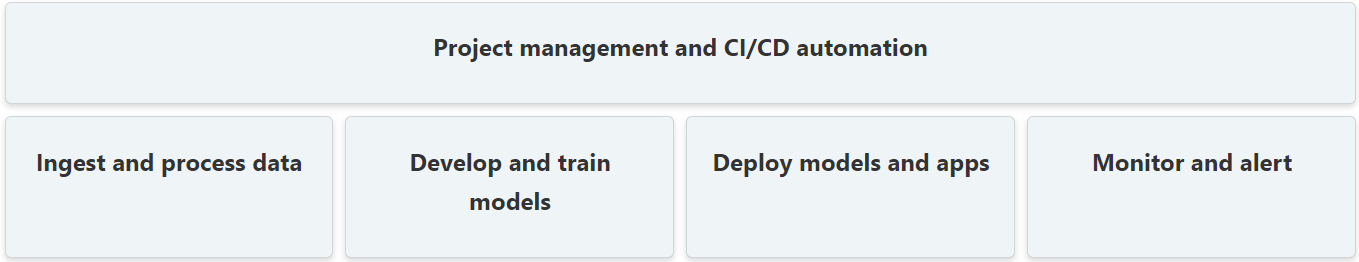 Project management and CI/CD automation
Ingest and process data
Develop and train
models
Deploy models and apps
Monitor and alert